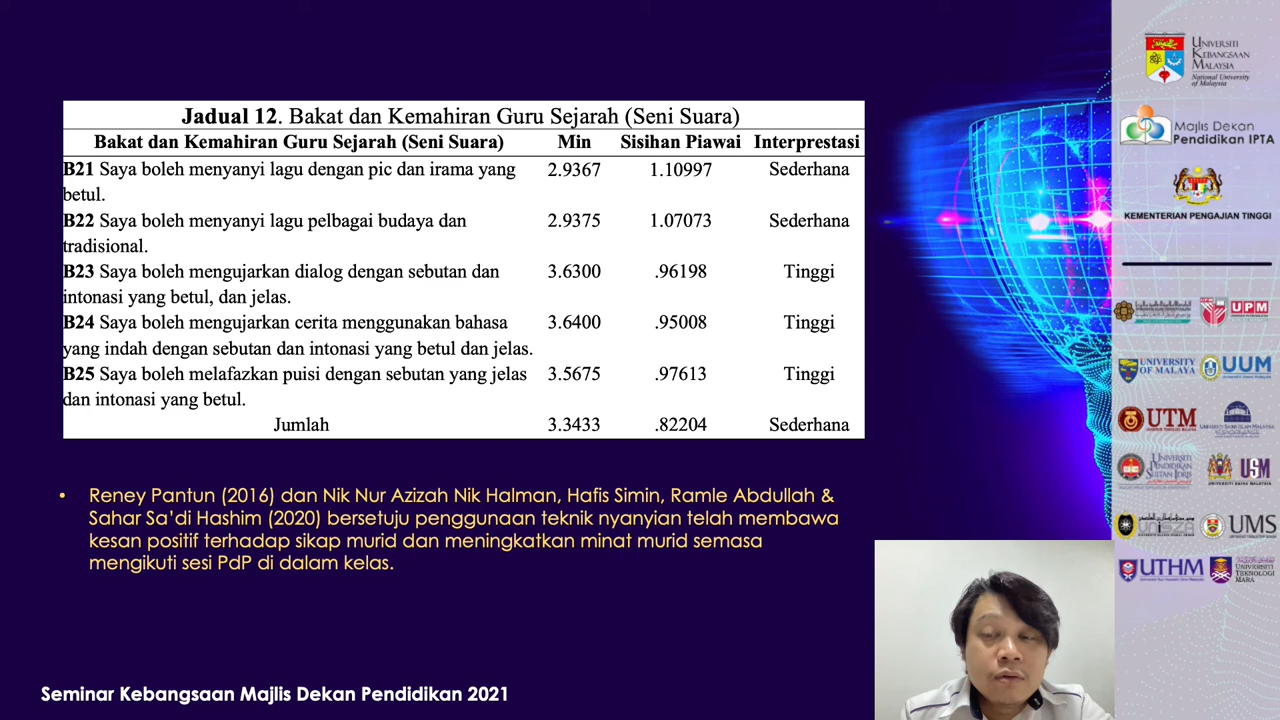 Jadual 12. Bakat dan Kemahiran Guru Sejarah (Seni Suara)
Bakat dan Kemahiran Guru Sejarah (Seni Suara) Min Sisihan Piawai Interprestasi
B21 Saya boleh menyanyi lagu dengan pic dan irama yang 2.9367 1.10997 Sederhana
betul.
B22 Saya boleh menyanyi lagu pelbagai budaya dan 2.9375 1.07073 Sederhana
tradisional.
B23 Saya boleh mengujarkan dialog dengan sebutan dan 3.6300 .96198 Tinggi
intonasi yang betul, dan jelas.
B24 Saya boleh mengujarkan cerita menggunakan bahasa 3.6400 .95008 Tinggi
yang indah dengan sebutan dan intonasi yang betul dan jelas.
B25 Saya boleh melafazkan puisi dengan sebutan yang jelas 3.5675 .97613 Tinggi
dan intonasi yang betul.
Jumlah 3.3433 .82204 Sederhana
• Reney Pantun (2016) dan Nik Nur Azizah Nik Halman, Hafis Simin, Ramle Abdullah &
Sahar Sa’di Hashim (2020) bersetuju penggunaan teknik nyanyian telah membawa
kesan positif terhadap sikap murid dan meningkatkan minat murid semasa
mengikuti sesi PdP di dalam kelas.
Seminar Kebangsaan Majlis Dekan Pendidikan 2021
UNIVERSITI
KEBANGSAAN
MALAYSIA
National University
of Malaysia
Majlis Dekan
Pendidikan IPTA
KEMENTERIAN PENGAJIAN TINGGI
UPM
UNIVERSITY
OF MALAYA
UUM
UTM
UNIVERSITI
PENDIDIKAN
SULTAN IDRIS
USM
UniSZA
UMS
UTHM
UNIVERSITI
TEKNOLOGI
MARA